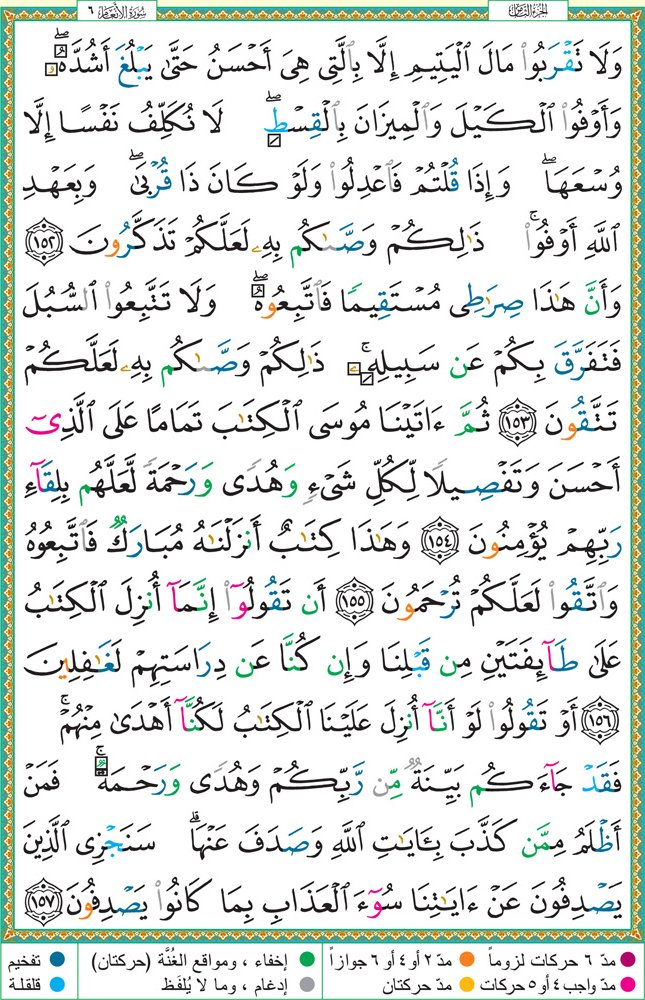 الجزء الثامن
سورة الأنعام ٦
وَلَا تَقْرَبُوا۟ مَالَ ٱلْيَتِيمِ إِلَّا بِٱلَّتِى هِىَ أَحْسَنُ حَتَّىٰ يَبْلُغَ أَشُدَّهُۥ ۖ
وَأَوْفُوا۟ ٱلْكَيْلَ وَٱلْمِيزَانَ بِٱلْقِسْطِ ۖ لَا نُكَلِّفُ نَفْسًا إِلَّا
وُسْعَهَا ۖ وَإِذَا قُلْتُمْ فَٱعْدِلُوا۟ وَلَوْ كَانَ ذَا قُرْبَىٰ ۖ وَبِعَهْدِ
ٱللَّهِ أَوْفُوا۟ ۚ ذَٰلِكُمْ وَصَّىٰكُم بِهِۦ لَعَلَّكُمْ تَذَكَّرُونَ ١٥٢
وَأَنَّ هَٰذَا صِرَٰطِى مُسْتَقِيمًا فَٱتَّبِعُوهُ ۖ وَلَا تَتَّبِعُوا۟ ٱلسُّبُلَ
فَتَفَرَّقَ بِكُمْ عَن سَبِيلِهِۦ ۚ ذَٰلِكُمْ وَصَّىٰكُم بِهِۦ لَعَلَّكُمْ
تَتَّقُونَ ١٥٣ ثُمَّ ءَاتَيْنَا مُوسَى ٱلْكِتَٰبَ تَمَامًا عَلَى ٱلَّذِىٓ
أَحْسَنَ وَتَفْصِيلًا لِّكُلِّ شَىْءٍ وَهُدًى وَرَحْمَةً لَّعَلَّهُم بِلِقَآءِ
رَبِّهِمْ يُؤْمِنُونَ ١٥٤ وَهَٰذَا كِتَٰبٌ أَنزَلْنَٰهُ مُبَارَكٌ فَٱتَّبِعُوهُ
وَٱتَّقُوا۟ لَعَلَّكُمْ تُرْحَمُونَ ١٥٥ أَن تَقُولُوٓا۟ إِنَّمَآ أُنزِلَ ٱلْكِتَٰبُ
عَلَىٰ طَآئِفَتَيْنِ مِن قَبْلِنَا وَإِن كُنَّا عَن دِرَاسَتِهِمْ لَغَٰفِلِينَ
١٥٦ أَوْ تَقُولُوا۟ لَوْ أَنَّآ أُنزِلَ عَلَيْنَا ٱلْكِتَٰبُ لَكُنَّآ أَهْدَىٰ مِنْهُمْ ۚ
فَقَدْ جَآءَكُم بَيِّنَةٌ مِّن رَّبِّكُمْ وَهُدًى وَرَحْمَةٌ ۚ فَمَنْ
أَظْلَمُ مِمَّن كَذَّبَ بِـَٔايَٰتِ ٱللَّهِ وَصَدَفَ عَنْهَا ۗ سَنَجْزِى ٱلَّذِينَ
يَصْدِفُونَ عَنْ ءَايَٰتِنَا سُوٓءَ ٱلْعَذَابِ بِمَا كَانُوا۟ يَصْدِفُونَ ١٥٧
مدّ ٦ حركات لزوماً
مدّ ٢ أو ٤ أو ٦ جوازاً
إخفاء ، ومواقع الغُنَّة (حركتان)
تفخيم
مدّ واجب ٤ أو ٥ حركات
مدّ حركتان
إدغام ، وما لا يُلفَظ
قلقلة